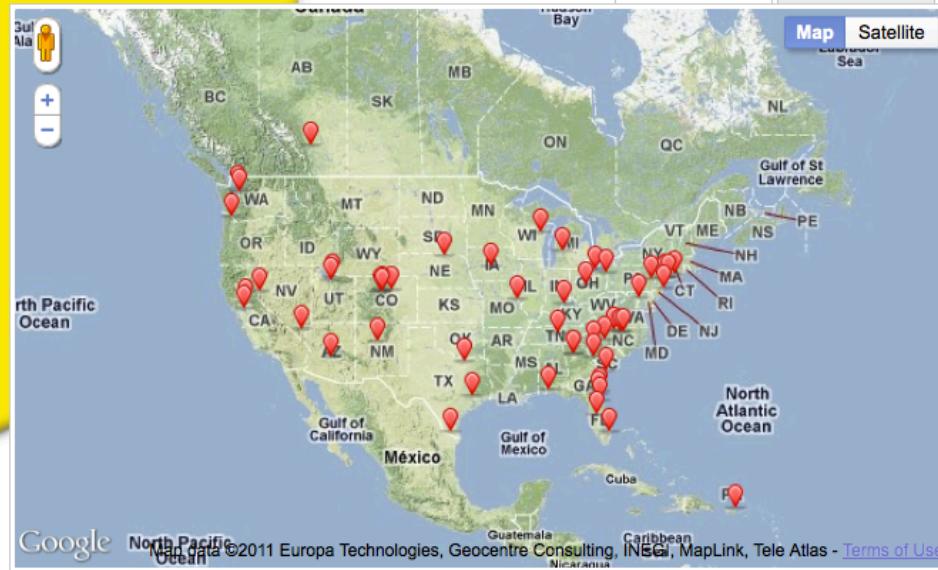 Canada
Hudson
Bay
Gul
Ala
Map
Satellite
Labrador
Sea
AB
MB
BC
SK
NL
ON
QC
Gulf of St
Lawrence
WA
MT
ND
MN
NB
PE
VT
ME
NS
OR
ID
WY
WI
MI
NY
NH
IA
MA
NE
IL
OH
CT
RI
NV
UT
CO
KS
MO
WV
VA
DE
NJ
rth Pacific
Ocean
CA
KY
MD
AZ
NM
OK
AR
TN
NC
MS
SC
TX
LA
GA
North
Atlantic
Ocean
Gulf of
California
México
Gulf of
Mexico
Cuba
Google
North Pacific
Ocean
Guatemala
Caribbean
Nicaragua
Map data ©2011 Europa Technologies, Geocentre Consulting, INEGI, MapLink, Tele Atlas - Terms of Use